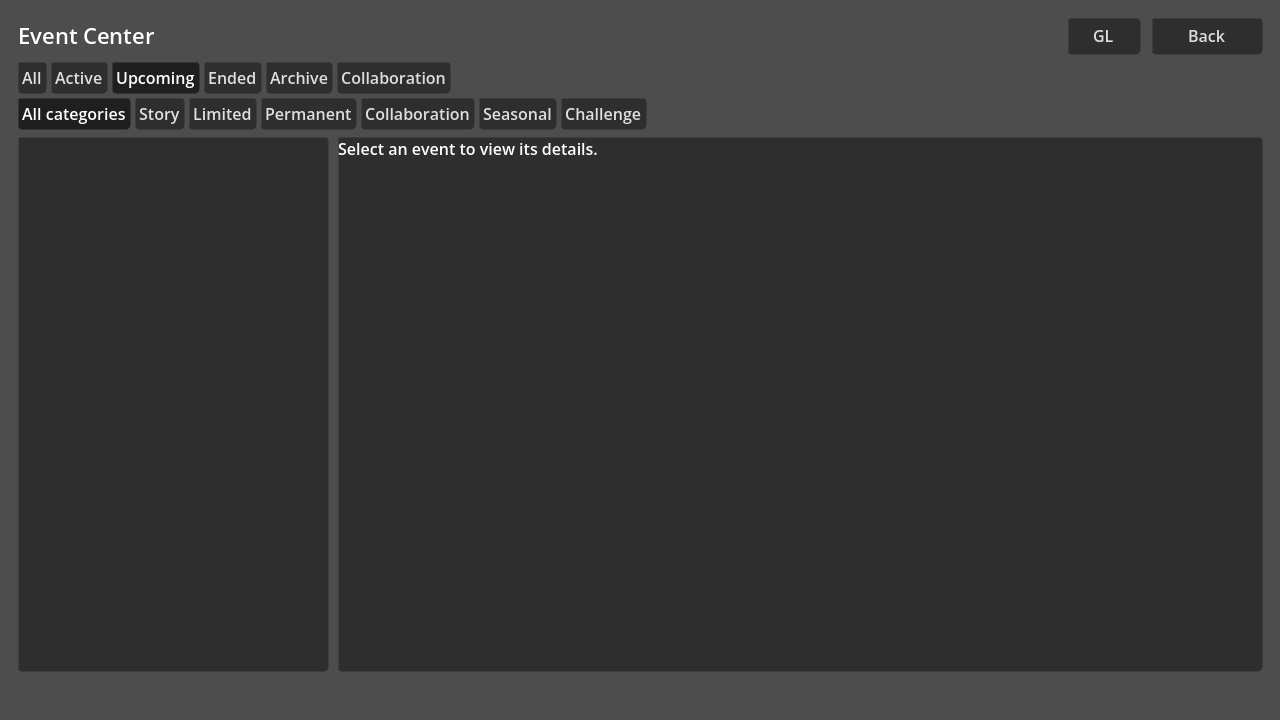 Event Center GL Back
All Active Upcoming Ended Archive Collaboration
All categories Story Limited Permanent Collaboration Seasonal Challenge
Select an event to view its details.